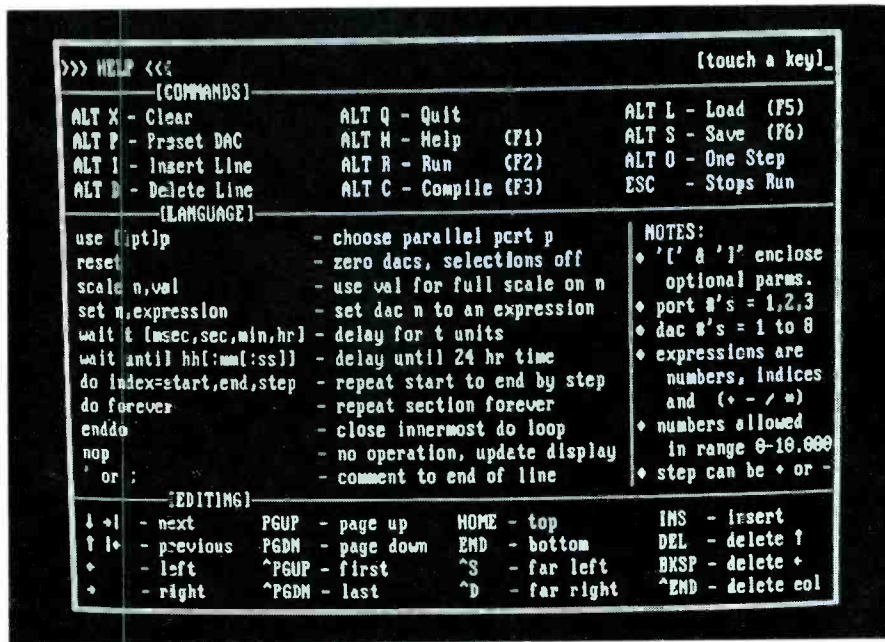 >>> HELP <<< [touch a key]_
[COMMANDS]
ALT X - Clear ALT Q - Quit ALT L - Load (F5)
ALT P - Preset DAC ALT H - Help (F1) ALT S - Save (F6)
ALT I - Insert Line ALT R - Run (F2) ALT O - One Step
ALT D - Delete Line ALT C - Compile (F3) ESC - Stops Run
[LANGUAGE]
use [lpt]p - choose parallel port p
reset - zero dacs, selections off
scale n,val - use val for full scale on n
set n,expression - set dac n to an expression
wait t [msec,sec,min,hr] - delay for t units
wait until hh[:mm[:ss]] - delay until 24 hr time
do index=start,end,step - repeat start to end by step
do forever - repeat section forever
enddo - close innermost do loop
nop - no operation, update display
' or ; - comment to end of line
NOTES:
♦ '[' & ']' enclose
optional parms.
♦ port #'s = 1,2,3
♦ dac #'s = 1 to 8
♦ expressions are
numbers, indices
and (+ - / *)
♦ numbers allowed
in range 0-10.000
♦ step can be + or -
[EDITING]
↓ →| - next PGUP - page up HOME - top INS - insert
↑ |← - previous PGDN - page down END - bottom DEL - delete ↑
← - left ^PGUP - first ^S - far left BKSP - delete ←
→ - right ^PGDN - last ^D - far right ^END - delete eol